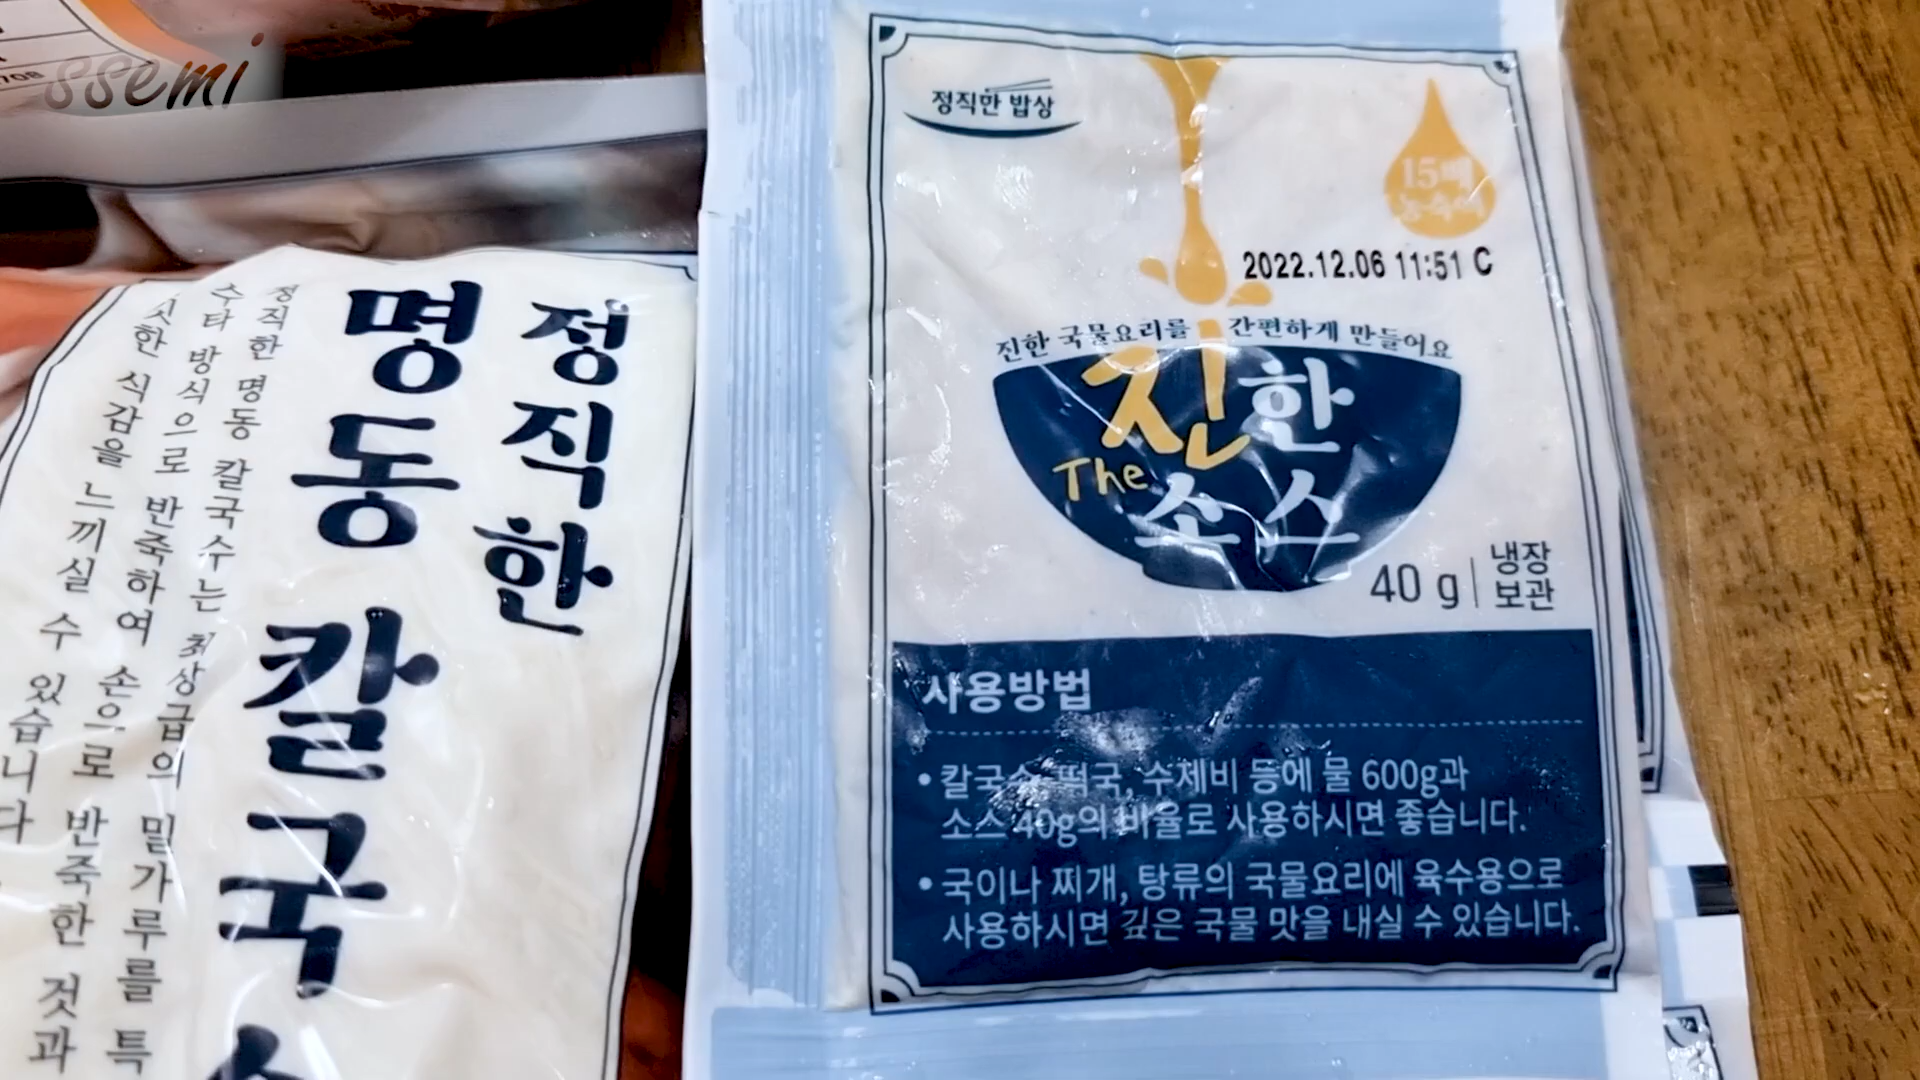 ssemi
708
정직한
명동 칼국
정직한 명동 칼국수는 최상급의 밀가루를 특
수타 방식으로 반죽하여 손으로 반죽한 것과
한 식감을 느끼실 수 있습니다.
정직한 밥상
15배
농축액
2022.12.06 11:51 C
진한 국물요리를 간편하게 만들어요
The 진한
소스
40 g
냉장
보관
사용방법
• 칼국수, 떡국, 수제비 등에 물 600g과
소스 40g의 비율로 사용하시면 좋습니다.
• 국이나 찌개, 탕류의 국물요리에 육수용으로
사용하시면 깊은 국물 맛을 내실 수 있습니다.